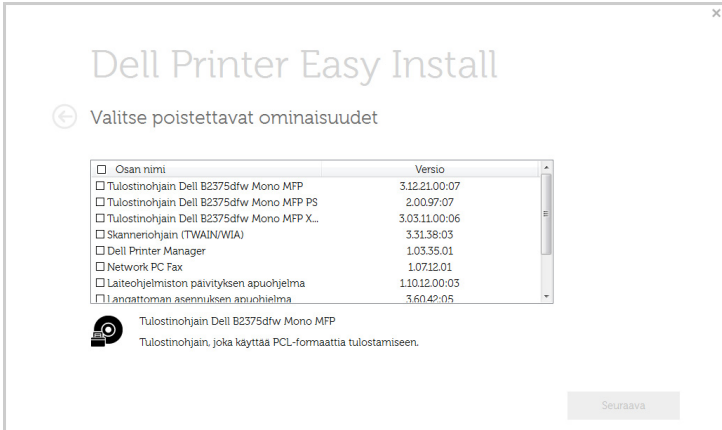 Dell Printer Easy Install
Valitse poistettavat ominaisuudet
Osan nimi Versio
Tulostinohjain Dell B2375dfw Mono MFP 3.12.21.00:07
Tulostinohjain Dell B2375dfw Mono MFP PS 2.00.97:07
Tulostinohjain Dell B2375dfw Mono MFP X... 3.03.11.00:06
Skanneriohjain (TWAIN/WIA) 3.31.38:03
Dell Printer Manager 1.03.35.01
Network PC Fax 1.07.12.01
Laiteohjelmiston päivityksen apuohjelma 1.10.12.00:03
Langattoman asennuksen apuohjelma 3.60.42:05
Tulostinohjain Dell B2375dfw Mono MFP
Tulostinohjain, joka käyttää PCL-formaattia tulostamiseen.
Seuraava